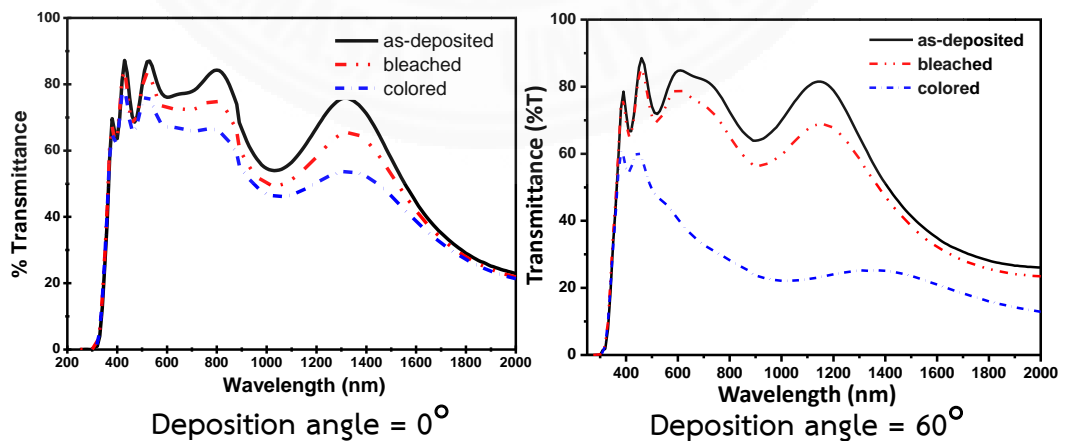 % Transmittance
100
80
60
40
20
0
as-deposited
bleached
colored
200 400 600 800 1000 1200 1400 1600 1800 2000
Wavelength (nm)
Deposition angle = 0°
Transmittance (%T)
100
80
60
40
20
0
as-deposited
bleached
colored
400 600 800 1000 1200 1400 1600 1800 2000
Wavelength (nm)
Deposition angle = 60°